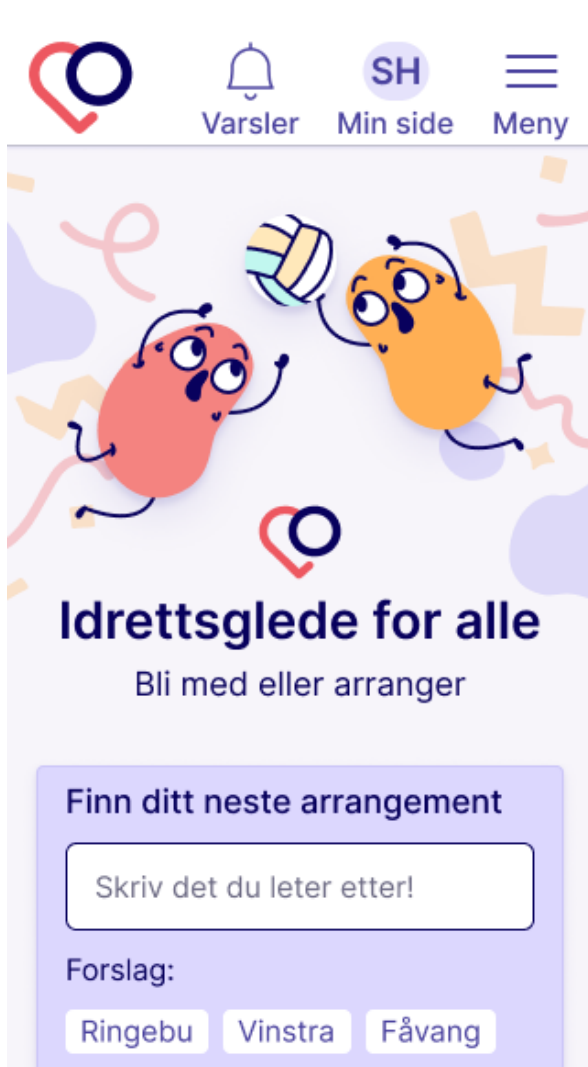 SH
Varsler Min side Meny
Idrettsglede for alle
Bli med eller arranger
Finn ditt neste arrangement
Skriv det du leter etter!
Forslag:
Ringebu Vinstra Fåvang